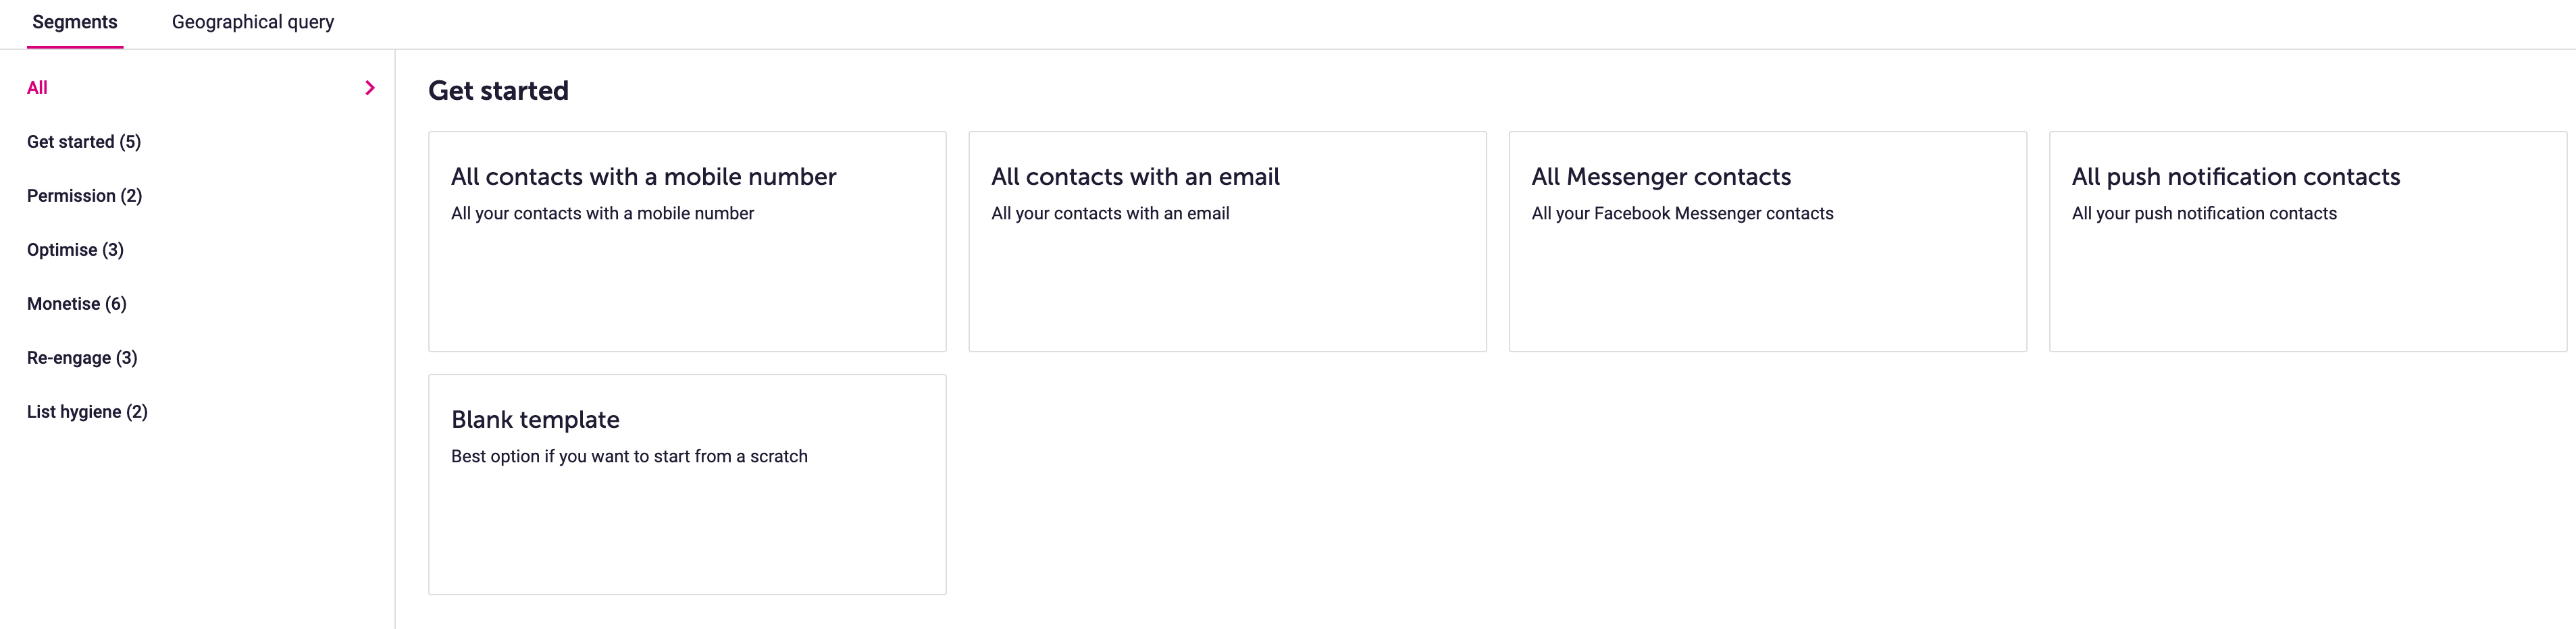 Segments
Geographical query
All
Get started (5)
Permission (2)
Optimise (3)
Monetise (6)
Re-engage (3)
List hygiene (2)
Get started
All contacts with a mobile number
All your contacts with a mobile number
All contacts with an email
All your contacts with an email
All Messenger contacts
All your Facebook Messenger contacts
All push notification contacts
All your push notification contacts
Blank template
Best option if you want to start from a scratch